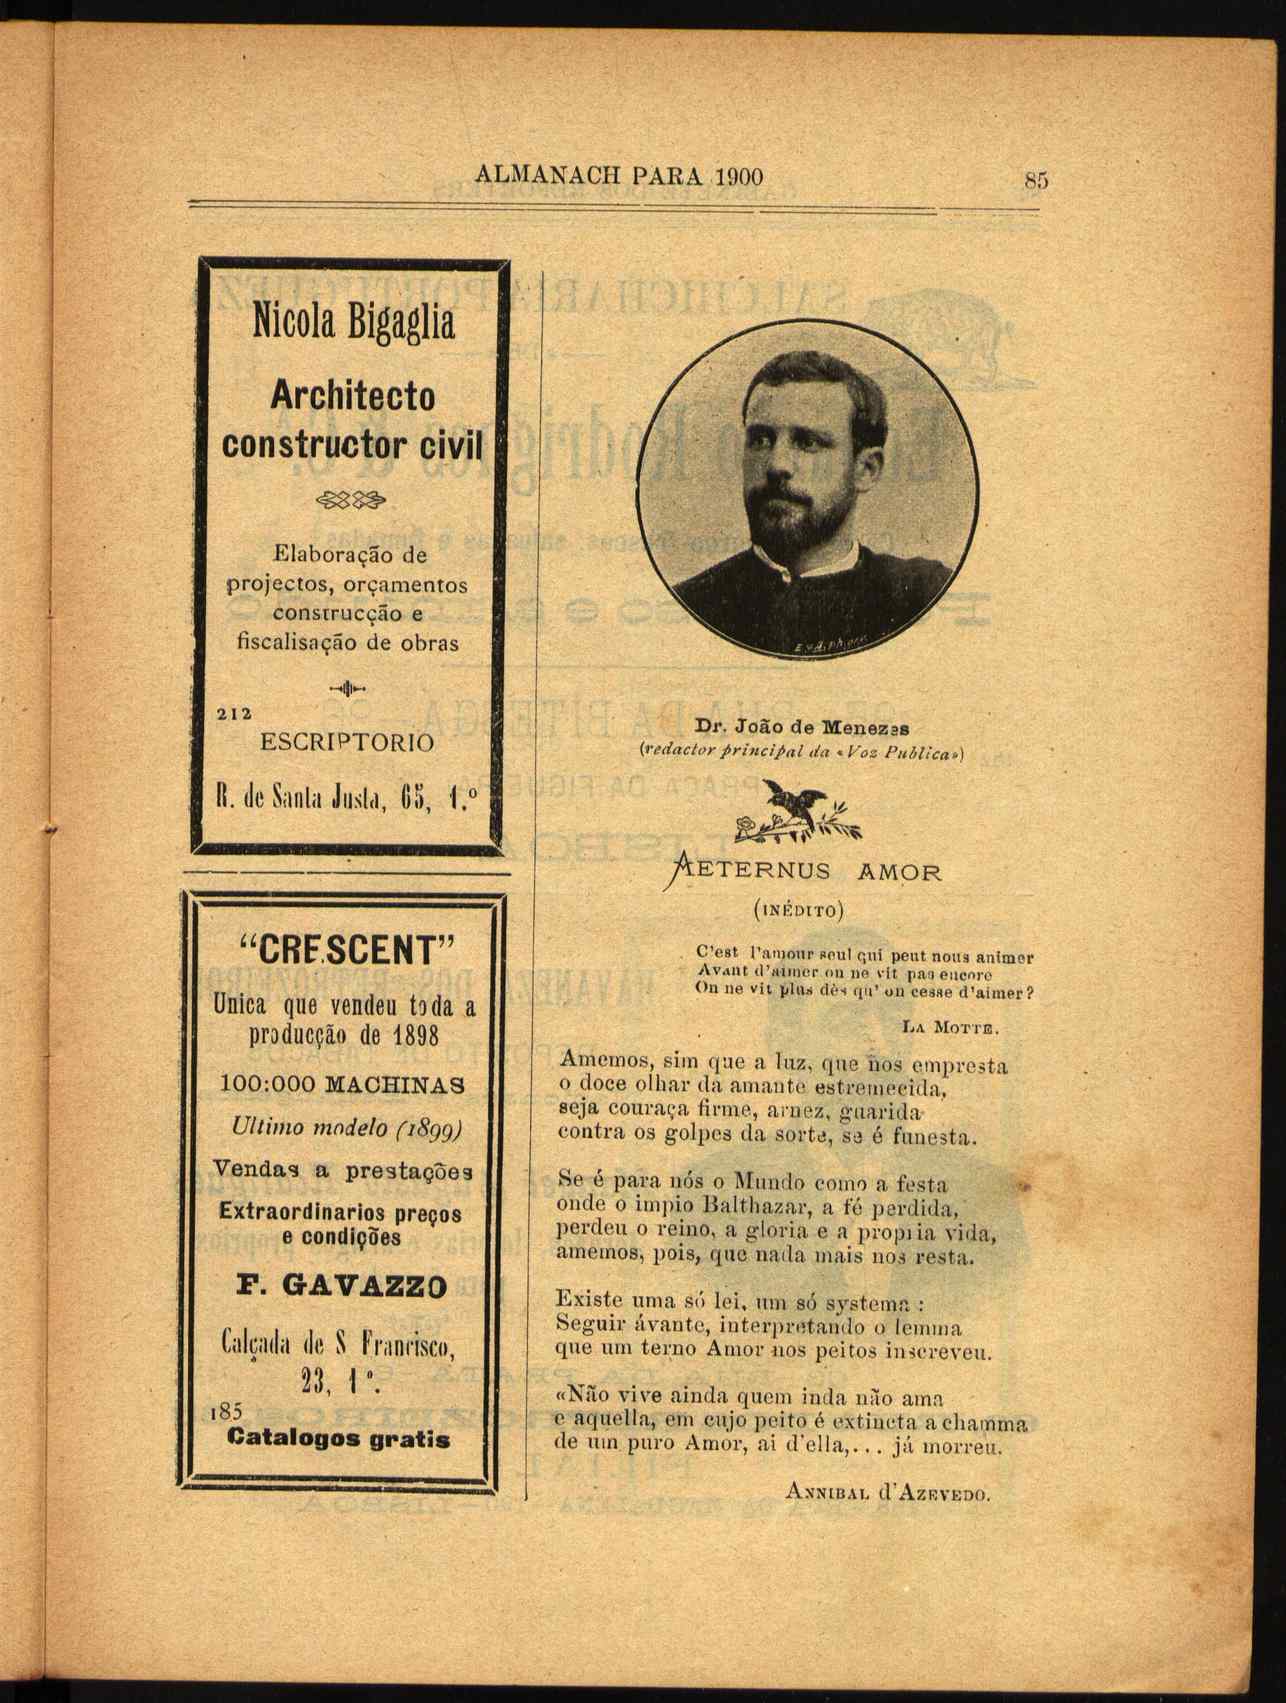 ALMANACH PARA 1900
85
Nicola Bigaglia
Architecto
constructor civil
Elaboração de
projectos, orçamentos
construcção e
fiscalisação de obras
212
ESCRIPTORIO
R. de Santa Justa, 65, 1.º
“CRESCENT”
Unica que vendeu toda a
producção de 1898
100:000 MACHINAS
Ultimo modelo (1899)
Vendas a prestações
Extraordinarios preços
e condições
F. GAVAZZO
Calçada de S Francisco,
23, 1º.
185
Catalogos gratis
Dr. João de Menezes
(redactor principal da «Voz Publica»)
AETERNUS AMOR
(INÉDITO)
C’est l’amour seul qui peut nous animer
Avant d’aimer on ne vit pas encore
On ne vit plus dès qu’ on cesse d’aimer?
LA MOTTE.
Amemos, sim que a luz, que nos empresta
o doce olhar da amante estremecida,
seja couraça firme, arnez, guarida
contra os golpes da sorte, se é funesta.
Se é para nós o Mundo como a festa
onde o impio Balthazar, a fé perdida,
perdeu o reino, a gloria e a propria vida,
amemos, pois, que nada mais nos resta.
Existe uma só lei, um só systema :
Seguir ávante, interpretando o lemma
que um terno Amor nos peitos inscreveu.
«Não vive ainda quem inda não ama
e aquella, em cujo peito é extincta a chamma
de um puro Amor, ai d’ella,... já morreu.
ANNIBAL d’AZEVEDO.